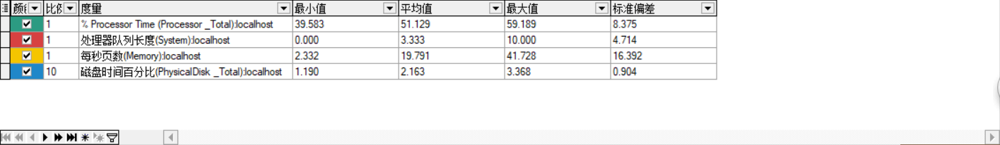 颜 比例 度量 最小值 平均值 最大值 标准偏差
1 % Processor Time (Processor _Total):localhost 39.583 51.129 59.189 8.375
1 处理器队列长度(System):localhost 0.000 3.333 10.000 4.714
1 每秒页数(Memory):localhost 2.332 19.791 41.728 16.392
10 磁盘时间百分比(PhysicalDisk _Total):localhost 1.190 2.163 3.368 0.904